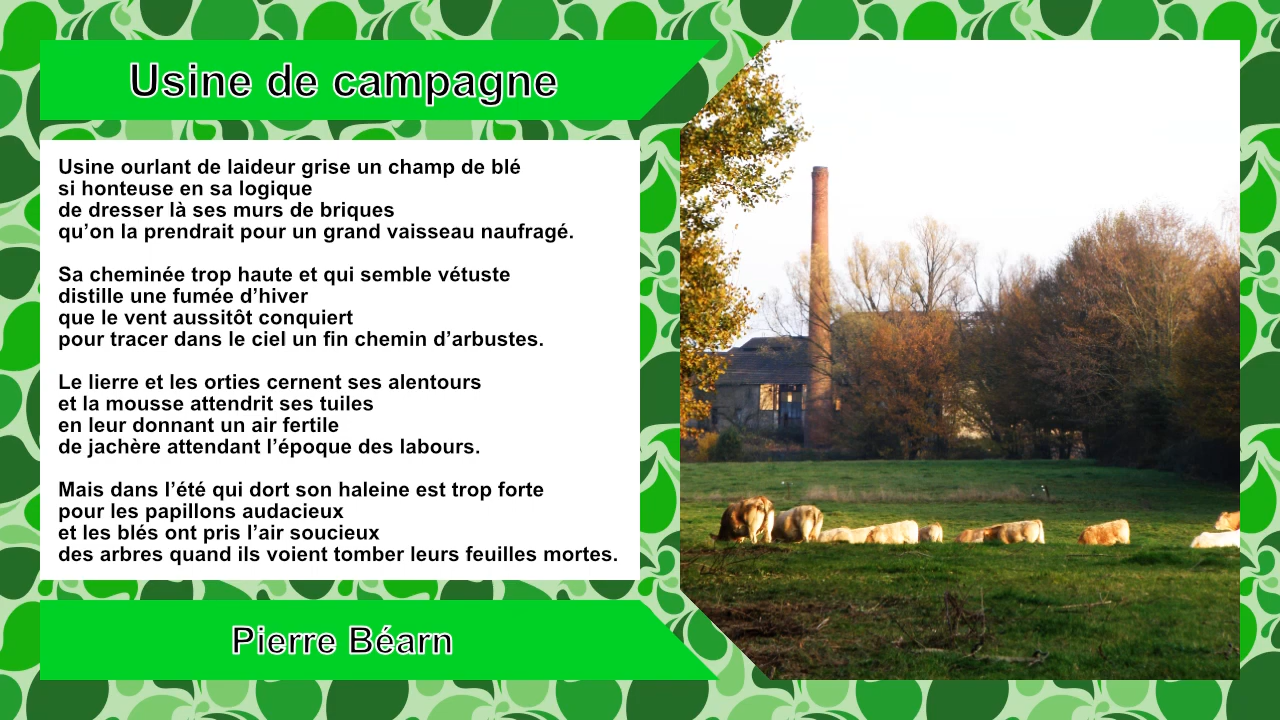 Usine de campagne
Usine ourlant de laideur grise un champ de blé
si honteuse en sa logique
de dresser là ses murs de briques
qu’on la prendrait pour un grand vaisseau naufragé.
Sa cheminée trop haute et qui semble vétuste
distille une fumée d’hiver
que le vent aussitôt conquiert
pour tracer dans le ciel un fin chemin d’arbustes.
Le lierre et les orties cernent ses alentours
et la mousse attendrit ses tuiles
en leur donnant un air fertile
de jachère attendant l’époque des labours.
Mais dans l’été qui dort son haleine est trop forte
pour les papillons audacieux
et les blés ont pris l’air soucieux
des arbres quand ils voient tomber leurs feuilles mortes.
Pierre Béarn